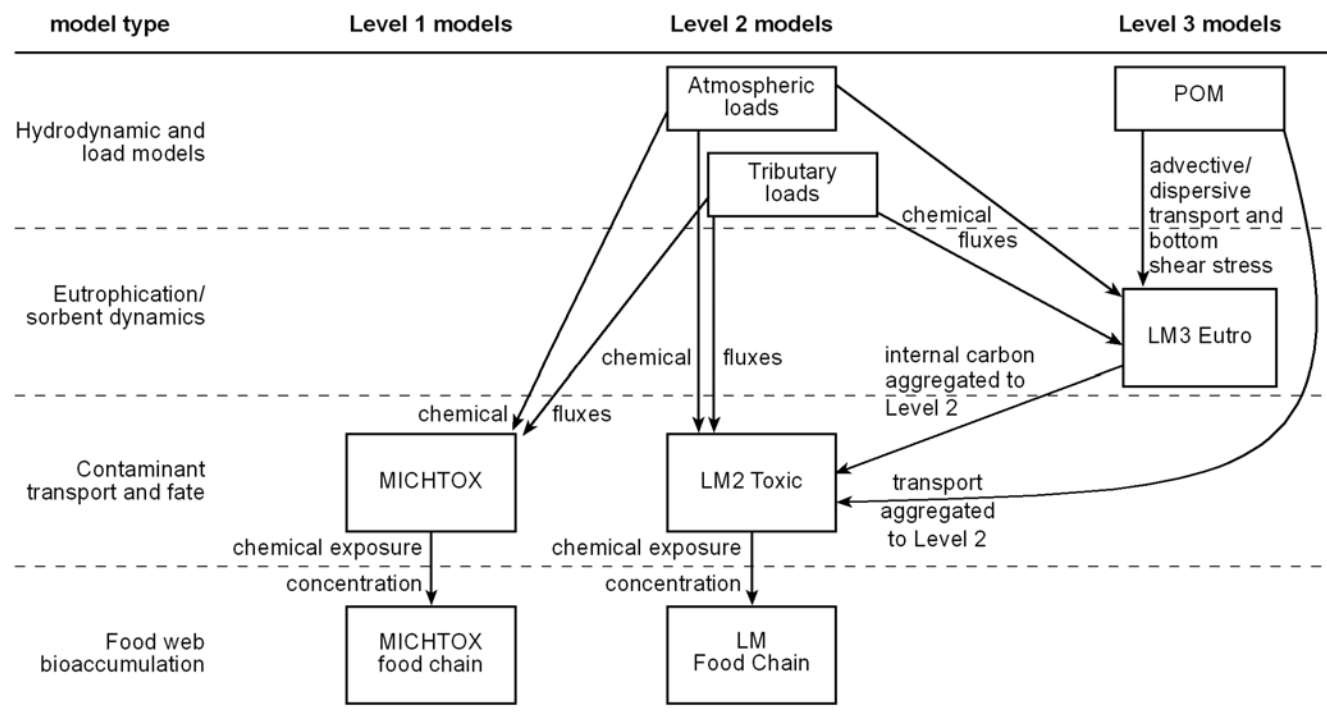 model type
Level 1 models
Level 2 models
Level 3 models
Hydrodynamic and
load models
Atmospheric
loads
POM
Tributary
loads
advective/
dispersive
transport and
bottom
shear stress
chemical
fluxes
Eutrophication/
sorbent dynamics
LM3 Eutro
chemical
fluxes
internal carbon
aggregated to
Level 2
chemical
fluxes
Contaminant
transport and fate
MICHTOX
LM2 Toxic
transport
aggregated
to Level 2
chemical exposure
concentration
chemical exposure
concentration
Food web
bioaccumulation
MICHTOX
food chain
LM
Food Chain